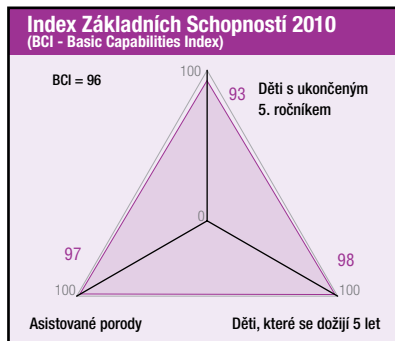 Index Základních Schopností 2010
(BCI - Basic Capabilities Index)
BCI = 96
100
93
Děti s ukončeným
5. ročníkem
0
97
98
100
100
Asistované porody
Děti, které se dožijí 5 let